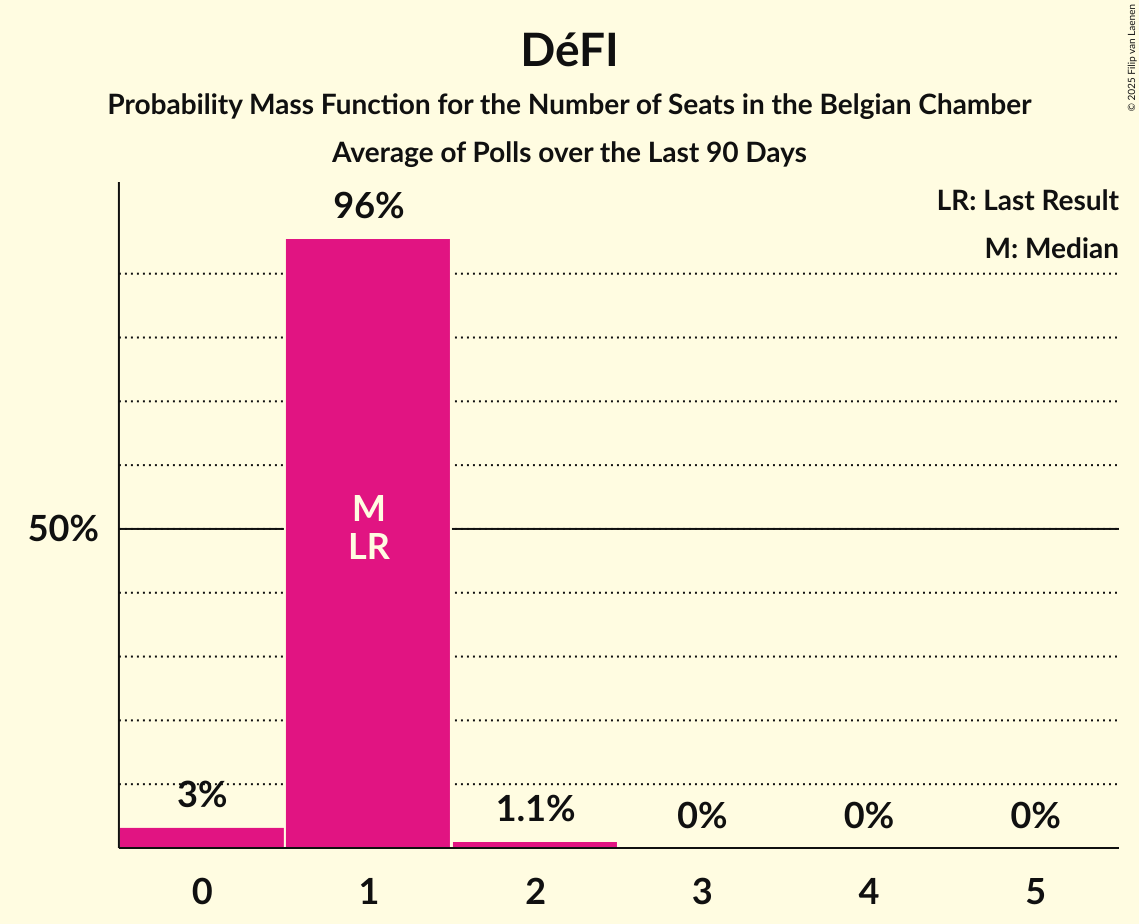 DéFI
Probability Mass Function for the Number of Seats in the Belgian Chamber
Average of Polls over the Last 90 Days
© 2025 Filip van Laenen
LR: Last Result
M: Median
96%
M
LR
50%
3%
1.1%
0%
0%
0%
0
1
2
3
4
5